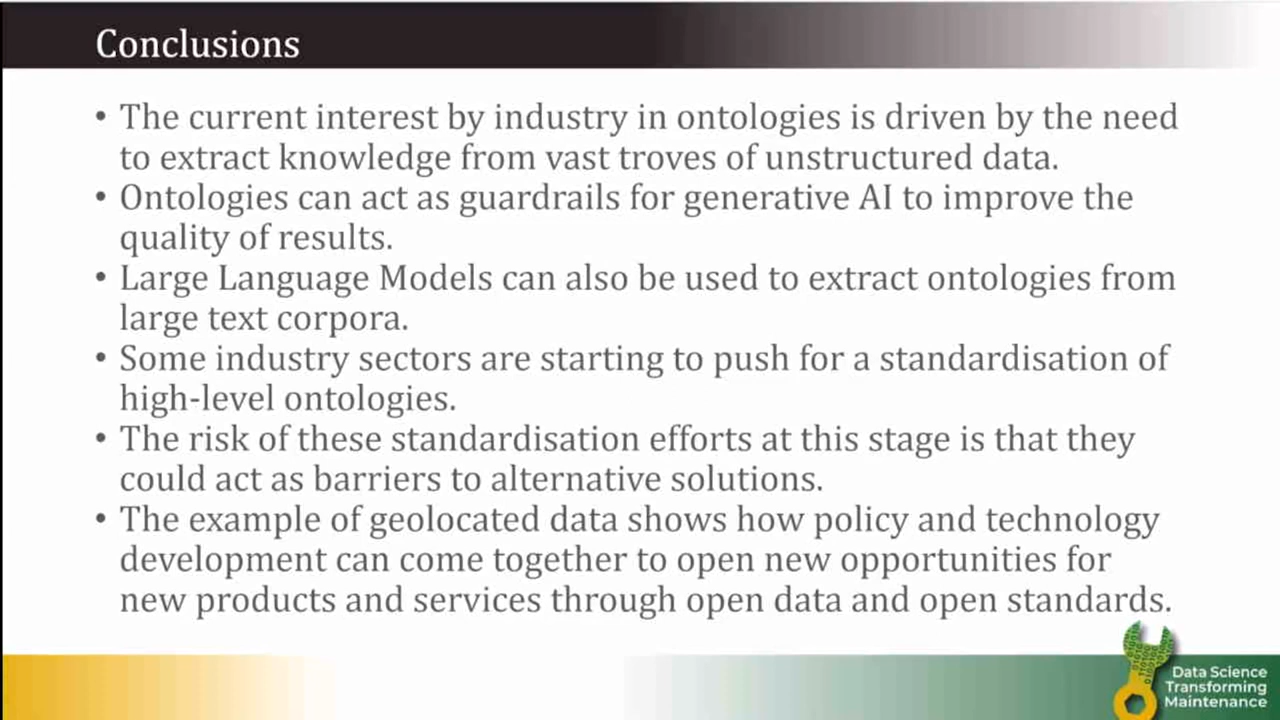 Conclusions
• The current interest by industry in ontologies is driven by the need
to extract knowledge from vast troves of unstructured data.
• Ontologies can act as guardrails for generative AI to improve the
quality of results.
• Large Language Models can also be used to extract ontologies from
large text corpora.
• Some industry sectors are starting to push for a standardisation of
high-level ontologies.
• The risk of these standardisation efforts at this stage is that they
could act as barriers to alternative solutions.
• The example of geolocated data shows how policy and technology
development can come together to open new opportunities for
new products and services through open data and open standards.
Data Science
Transforming
Maintenance